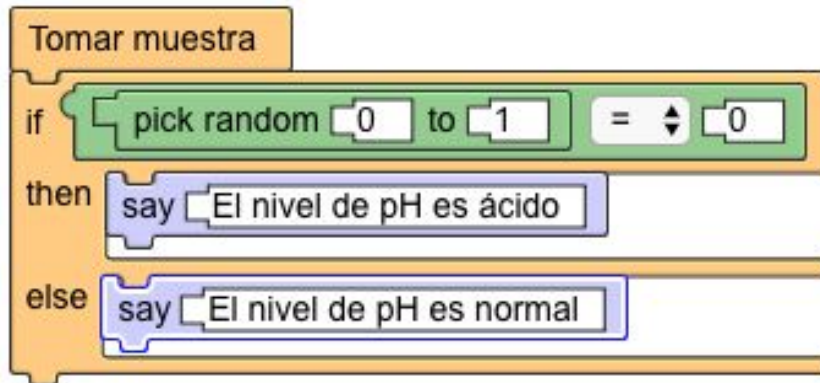 Tomar muestra
if pick random 0 to 1 = 0
then say El nivel de pH es ácido
else say El nivel de pH es normal